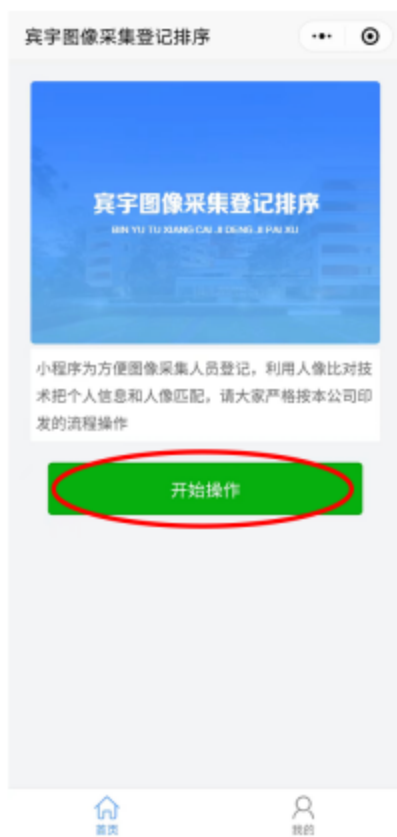 宾宇图像采集登记排序
宾宇图像采集登记排序
BIN YU TU XIANG CAI JI DENG JI PAI XU
小程序为方便图像采集人员登记，利用人像比对技
术把个人信息和人像匹配，请大家严格按本公司印
发的流程操作
开始操作
首页
我的